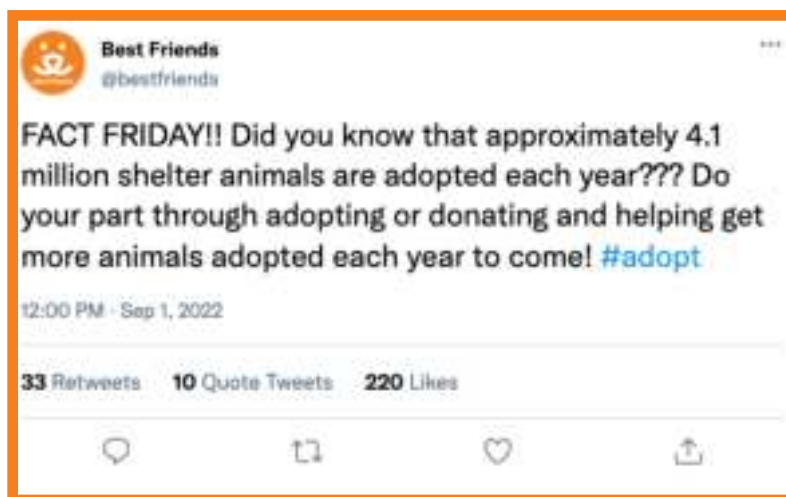 Best Friends
@bestfriends
FACT FRIDAY!! Did you know that approximately 4.1
million shelter animals are adopted each year??? Do
your part through adopting or donating and helping get
more animals adopted each year to come! #adopt
12:00 PM · Sep 1, 2022
33 Retweets 10 Quote Tweets 220 Likes